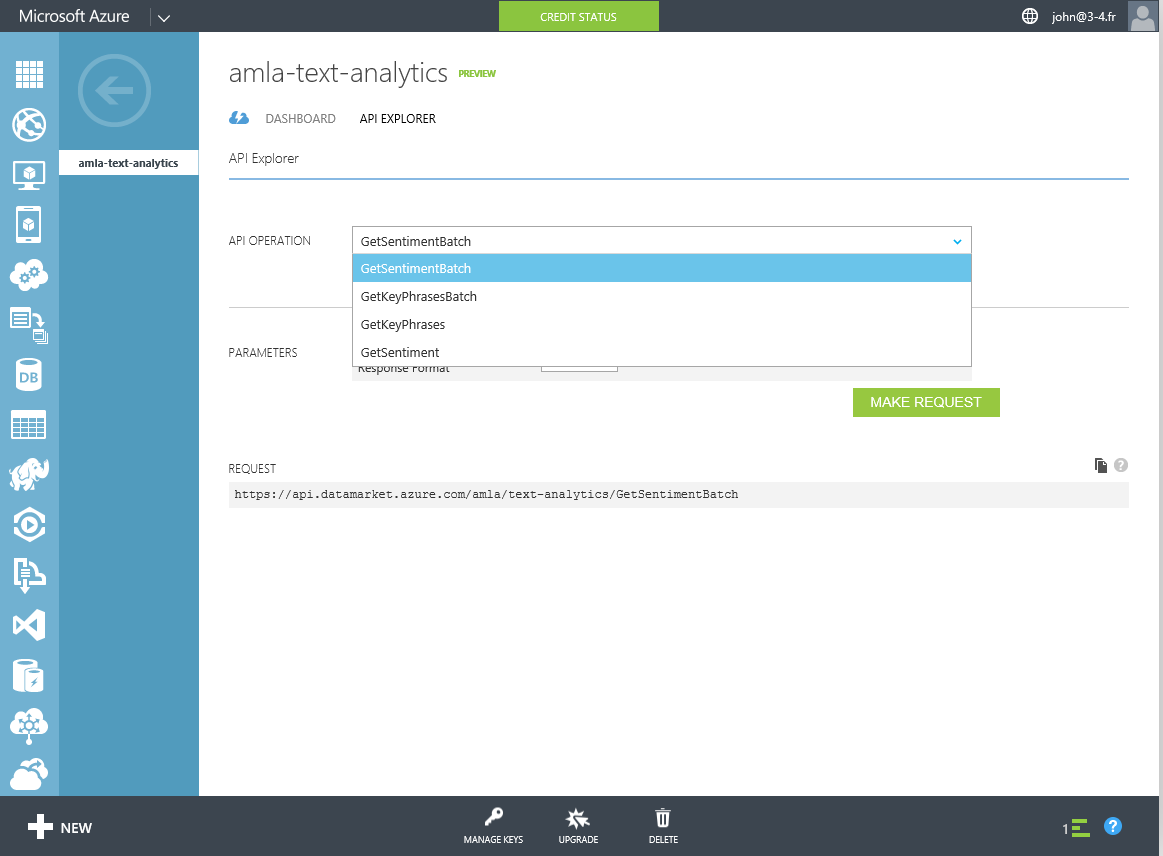 Microsoft Azure
CREDIT STATUS
john@3-4.fr
amla-text-analytics PREVIEW
DASHBOARD API EXPLORER
amla-text-analytics
API Explorer
API OPERATION
GetSentimentBatch
GetSentimentBatch
GetKeyPhrasesBatch
GetKeyPhrases
PARAMETERS
GetSentiment
Response Format
MAKE REQUEST
DB
REQUEST
?
https://api.datamarket.azure.com/amla/text-analytics/GetSentimentBatch
NEW
MANAGE KEYS
UPGRADE
DELETE
1
?